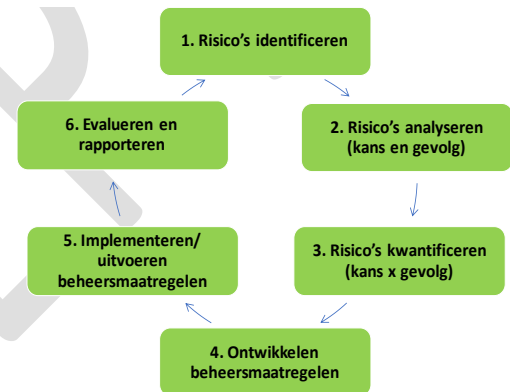 1. Risico’s identificeren
2. Risico’s analyseren
(kans en gevolg)
3. Risico’s kwantificeren
(kans x gevolg)
4. Ontwikkelen
beheersmaatregelen
5. Implementeren/
uitvoeren
beheersmaatregelen
6. Evalueren en
rapporteren